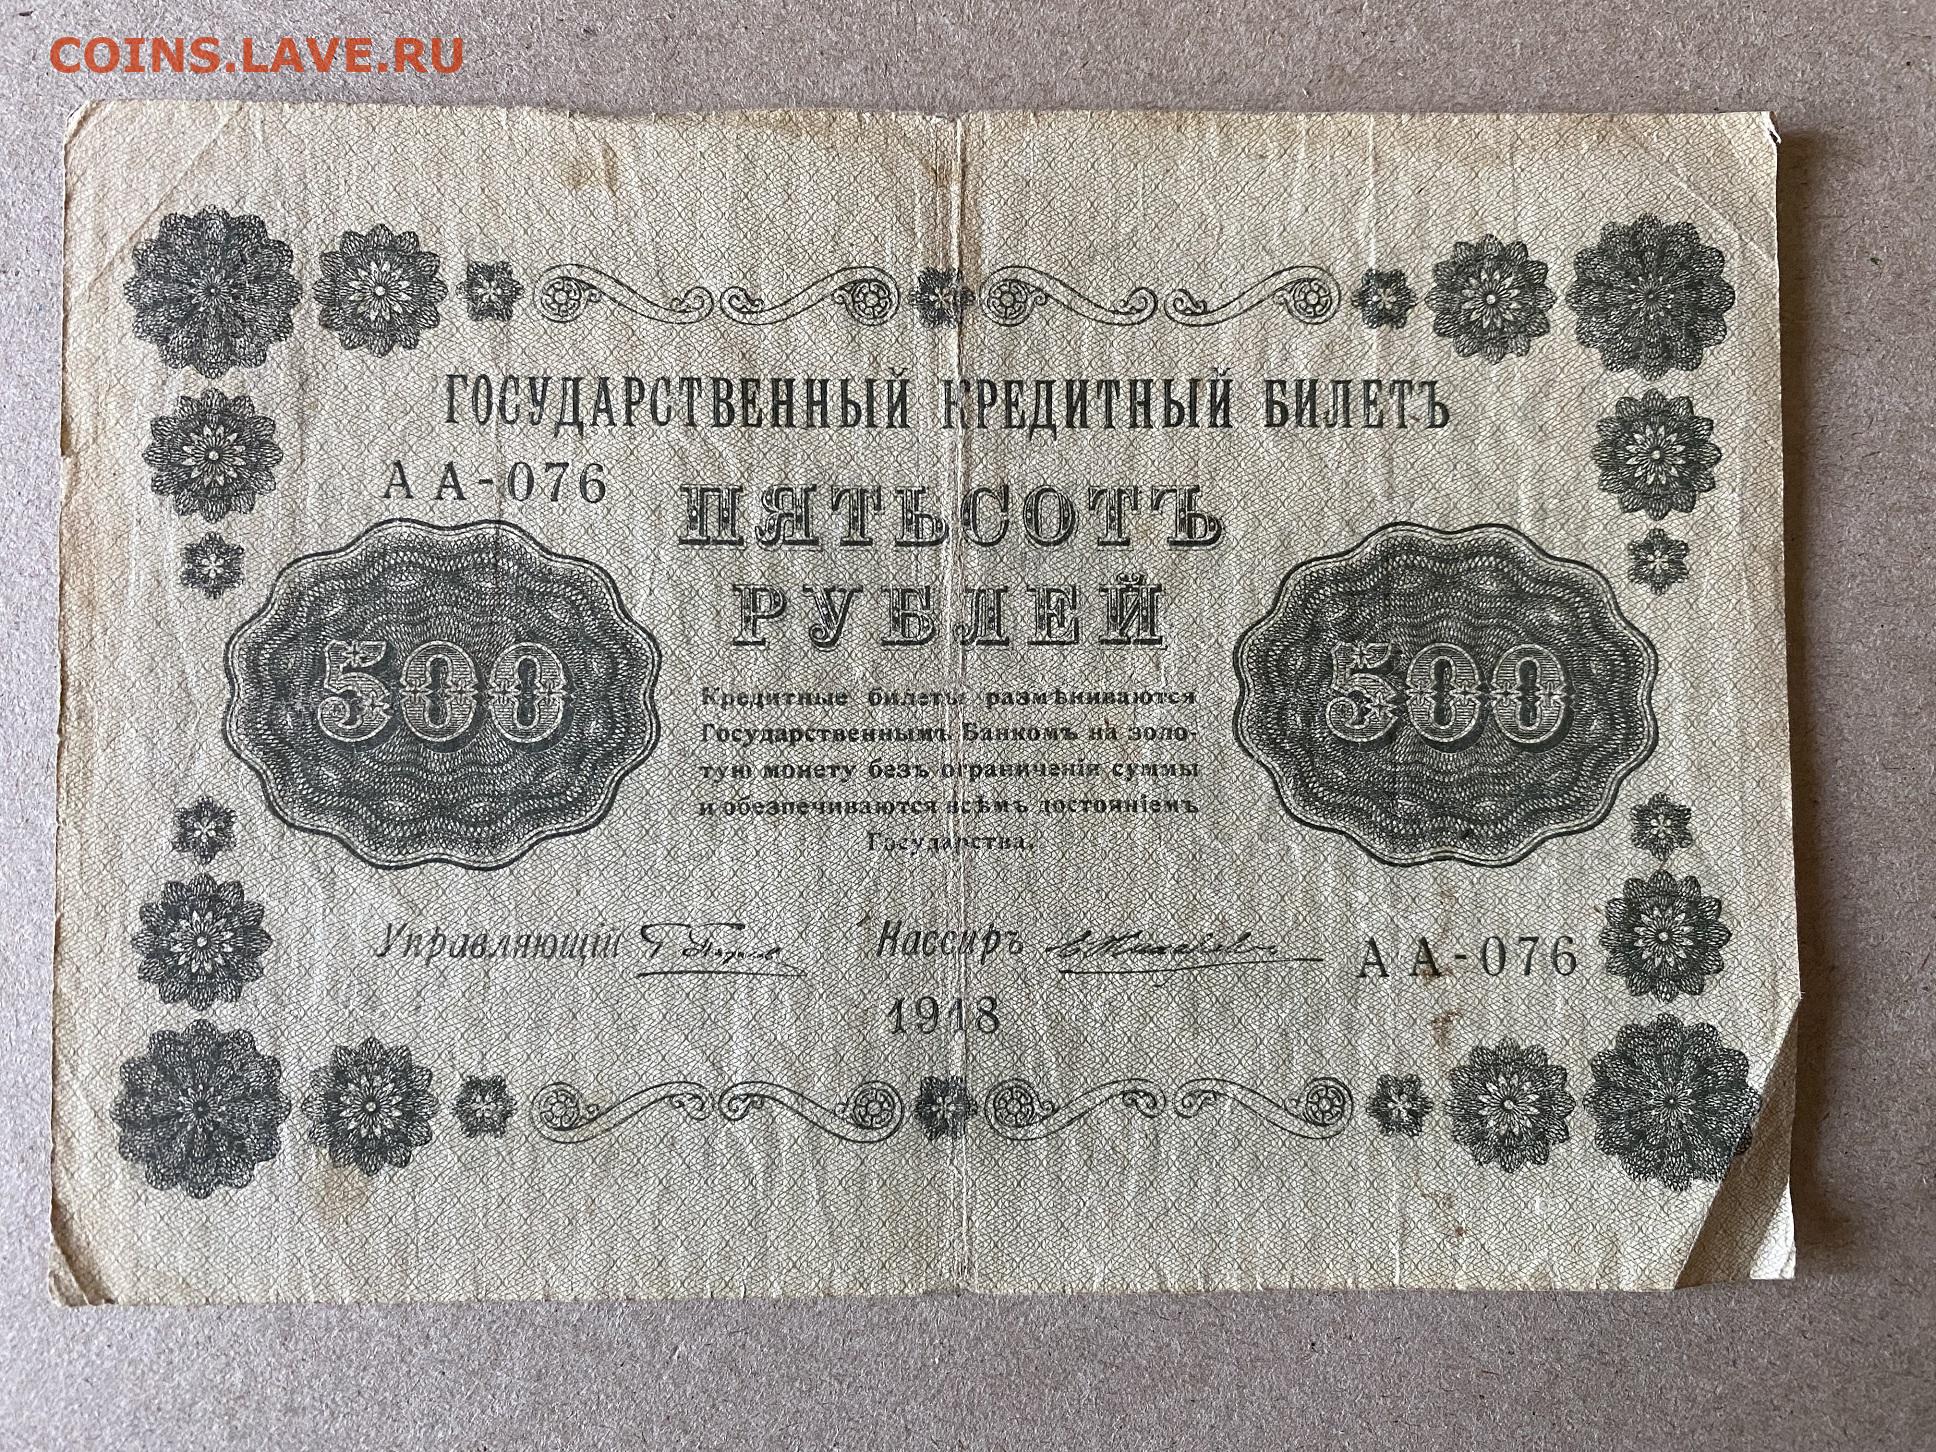 COINS.LAVE.RU
ГОСУДАРСТВЕННЫЙ КРЕДИТНЫЙ БИЛЕТЪ
АА-076
ПЯТЬСОТЪ
РУБЛЕЙ
500
500
Кредитные билеты размѣниваются
Государственнымъ Банкомъ на золо-
тую монету безъ ограниченія суммы
и обезпечиваются всѣмъ достояніемъ
Государства.
Управляющій
Кассиръ
АА-076
1918